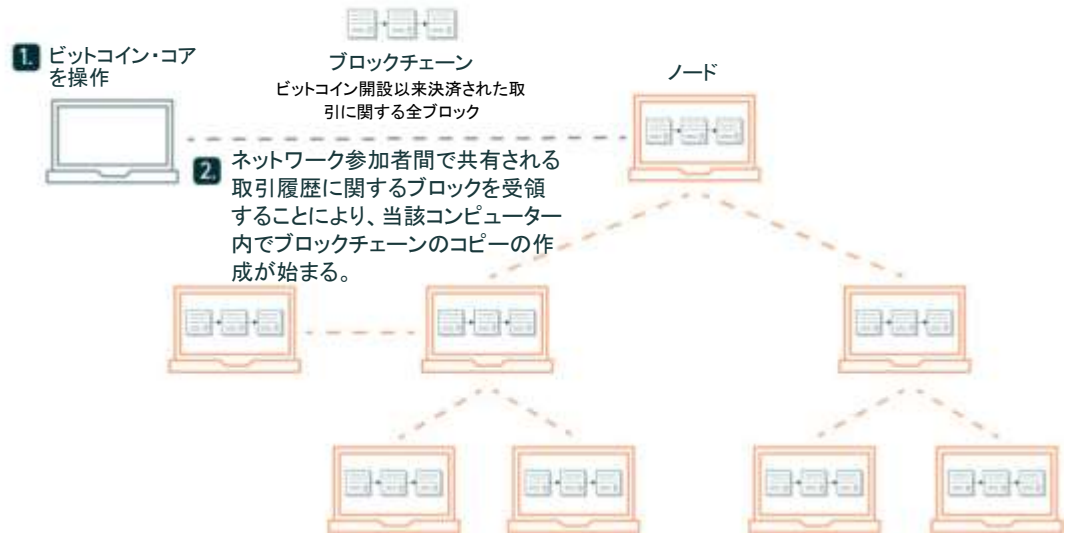 1. ビットコイン・コア
を操作
ブロックチェーン
ビットコイン開設以来決済された取
引に関する全ブロック
ノード
2. ネットワーク参加者間で共有される
取引履歴に関するブロックを受領
することにより、当該コンピューター
内でブロックチェーンのコピーの作
成が始まる。